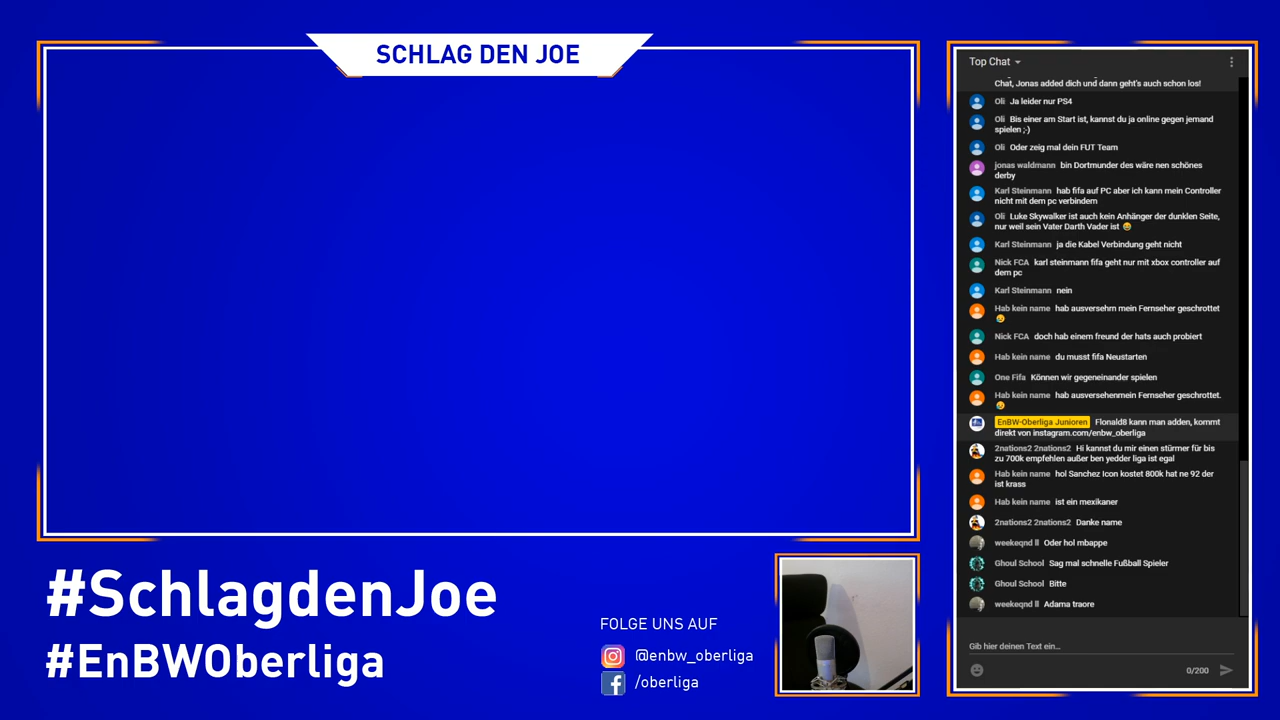 SCHLAG DEN JOE
#SchlagdenJoe
#EnBWOberliga
FOLGE UNS AUF
@enbw_oberliga
/oberliga
Top Chat
Chat, Jonas added dich und dann geht's auch schon los!
Oli Ja leider nur PS4
Oli Bis einer am Start ist, kannst du ja online gegen jemand
spielen ;-)
Oli Oder zeig mal dein FUT Team
jonas waldmann bin Dortmunder des wäre nen schönes
derby
Karl Steinmann hab fifa auf PC aber ich kann mein Controller
nicht mit dem pc verbindem
Oli Luke Skywalker ist auch kein Anhänger der dunklen Seite,
nur weil sein Vater Darth Vader ist 😄
Karl Steinmann ja die Kabel Verbindung geht nicht
Nick FCA karl steinmann fifa geht nur mit xbox controller auf
dem pc
Karl Steinmann nein
Hab kein name hab ausversehrn mein Fernseher geschrottet
😅
Nick FCA doch hab einem freund der hats auch probiert
Hab kein name du musst fifa Neustarten
One Fifa Können wir gegeneinander spielen
Hab kein name hab ausversehenmein Fernseher geschrottet.
😅
EnBW-Oberliga Junioren Flonald8 kann man adden, kommt
direkt von instagram.com/enbw_oberliga
2nations2 2nations2 Hi kannst du mir einen stürmer für bis
zu 700k empfehlen außer ben yedder liga ist egal
Hab kein name hol Sanchez Icon kostet 800k hat ne 92 der
ist krass
Hab kein name ist ein mexikaner
2nations2 2nations2 Danke name
weekeqnd ll Oder hol mbappe
Ghoul School Sag mal schnelle Fußball Spieler
Ghoul School Bitte
weekeqnd ll Adama traore
Gib hier deinen Text ein...
0/200